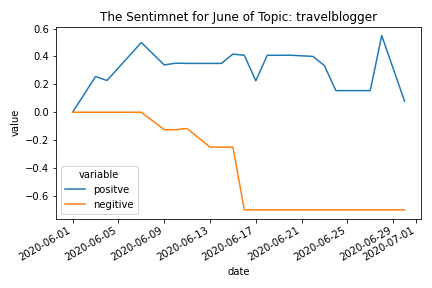 The Sentimnet for June of Topic: travelblogger
0.6
0.4
0.2
0.0
−0.2
−0.4
−0.6
value
variable
positve
negitive
2020-06-01
2020-06-05
2020-06-09
2020-06-13
2020-06-17
2020-06-21
2020-06-25
2020-06-29
2020-07-01
date